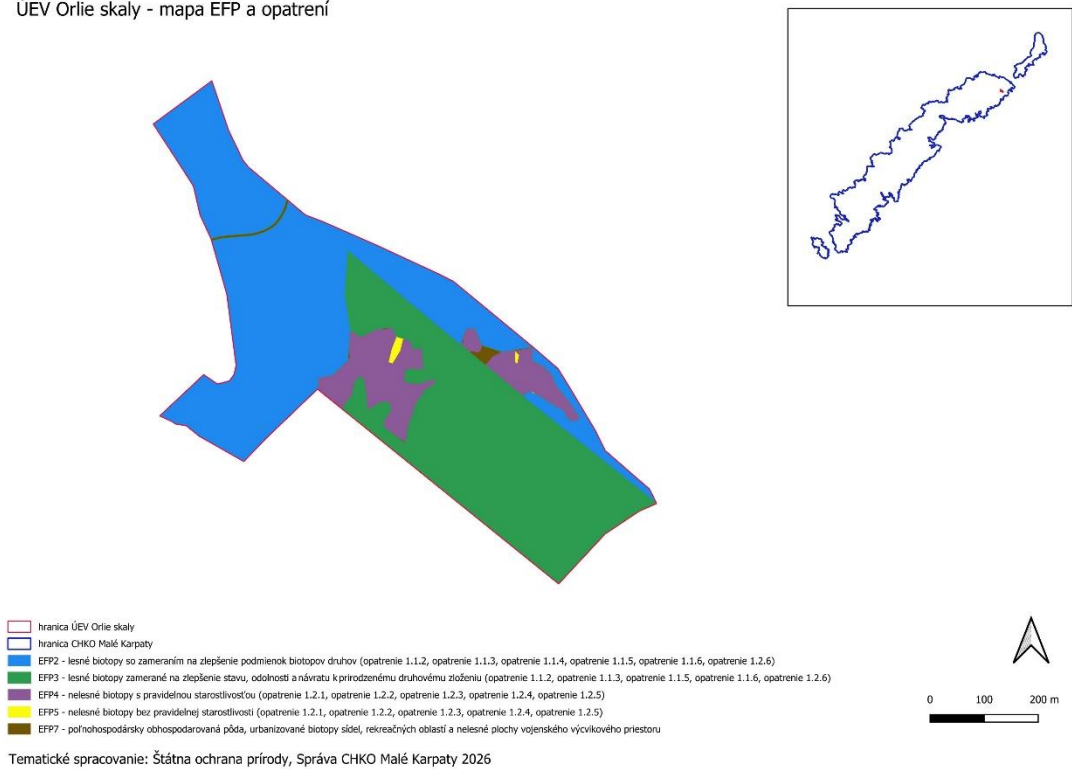 ÚEV Orlie skaly - mapa EFP a opatrení
hranica ÚEV Orlie skaly
hranica CHKO Malé Karpaty
EFP2 - lesné biotopy so zameraním na zlepšenie podmienok biotopov druhov (opatrenie 1.1.2, opatrenie 1.1.3, opatrenie 1.1.4, opatrenie 1.1.5, opatrenie 1.1.6, opatrenie 1.2.6)
EFP3 - lesné biotopy zamerané na zlepšenie stavu, odolnosti a návratu k prirodzenému druhovému zloženiu (opatrenie 1.1.2, opatrenie 1.1.3, opatrenie 1.1.5, opatrenie 1.1.6, opatrenie 1.2.6)
EFP4 - nelesné biotopy s pravidelnou starostlivosťou (opatrenie 1.2.1, opatrenie 1.2.2, opatrenie 1.2.3, opatrenie 1.2.4, opatrenie 1.2.5)
EFP5 - nelesné biotopy bez pravidelnej starostlivosti (opatrenie 1.2.1, opatrenie 1.2.2, opatrenie 1.2.3, opatrenie 1.2.4, opatrenie 1.2.5)
EFP7 - poľnohospodársky obhospodarovaná pôda, urbanizované biotopy sídel, rekreačných oblastí a nelesné plochy vojenského výcvikového priestoru
0 100 200 m
Tematické spracovanie: Štátna ochrana prírody, Správa CHKO Malé Karpaty 2026